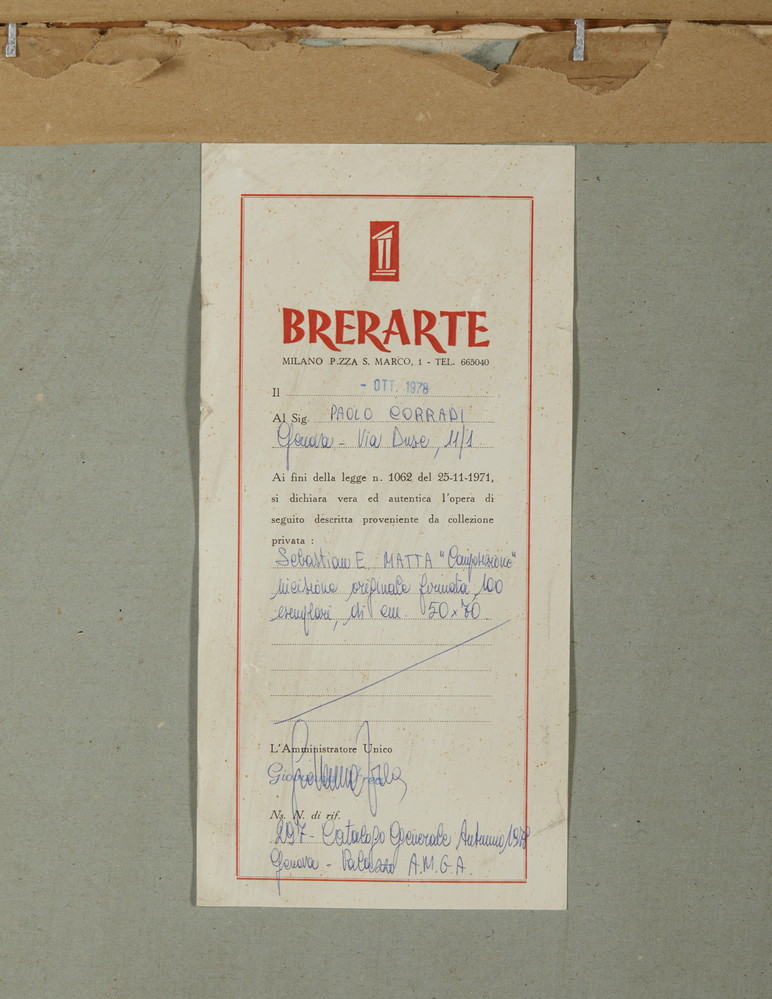 BRERARTE
MILANO P.ZZA S. MARCO, 1 - TEL. 665040
Il - OTT. 1978
Al Sig. PAOLO CORRADI
Genova - Via Duse, 11/1
Ai fini della legge n. 1062 del 25-11-1971,
si dichiara vera ed autentica l'opera di
seguito descritta proveniente da collezione
privata :
Sebastian E. MATTA "Composizione"
incisione originale firmata, 100
esemplari, di cm 50x70
L'Amministratore Unico
Ns. N. di rif.
297 - Catalogo Generale Autunno 1978
Genova - Palazzo A.M.G.A.